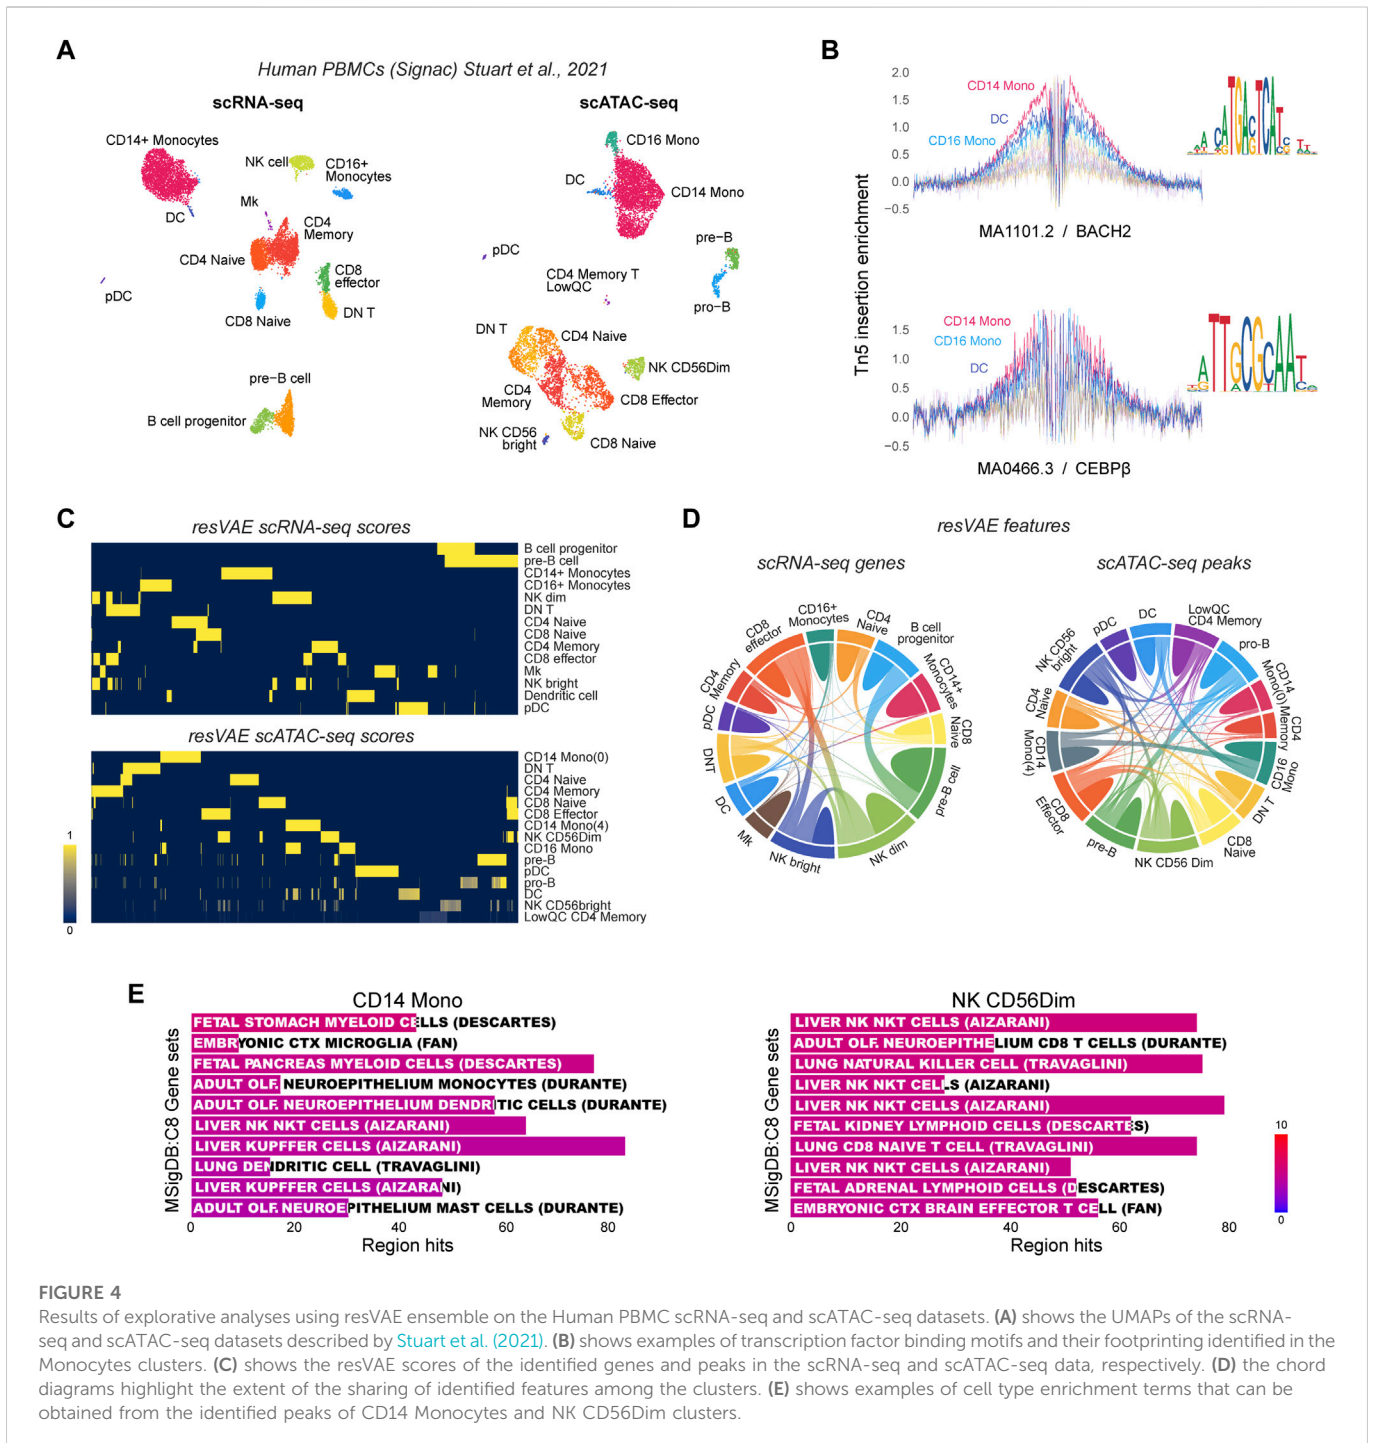 A
Human PBMCs (Signac) Stuart et al., 2021
scRNA-seq
CD14+ Monocytes
NK cell
CD16+
Monocytes
DC
Mk
CD4
Memory
CD4 Naive
CD8
effector
pDC
CD8 Naive
DN T
pre−B cell
B cell progenitor
scATAC-seq
CD16 Mono
DC
CD14 Mono
pre−B
pDC
CD4 Memory T
LowQC
pro−B
DN T
CD4 Naive
NK CD56Dim
CD4
Memory
CD8 Effector
NK CD56
bright
CD8 Naive
B
Tn5 insertion enrichment
2.0
1.5
1.0
0.5
0.0
−0.5
CD14 Mono
DC
CD16 Mono
MA1101.2 / BACH2
1.5
1.0
0.5
0.0
−0.5
CD14 Mono
CD16 Mono
DC
MA0466.3 / CEBPβ
C
resVAE scRNA-seq scores
B cell progenitor
pre-B cell
CD14+ Monocytes
CD16+ Monocytes
NK dim
DN T
CD4 Naive
CD8 Naive
CD4 Memory
CD8 effector
Mk
NK bright
Dendritic cell
pDC
resVAE scATAC-seq scores
CD14 Mono(0)
DN T
CD4 Naive
CD4 Memory
CD8 Naive
CD8 Effector
CD14 Mono(4)
NK CD56Dim
CD16 Mono
pre-B
pDC
pro-B
DC
NK CD56bright
LowQC CD4 Memory
1
0
D
resVAE features
scRNA-seq genes
CD16+
Monocytes
CD4
Naive
B cell
progenitor
CD14+
Monocytes
CD8
Naive
pre-B cell
NK dim
NK bright
Mk
DC
DNT
pDC
CD4
Memory
CD8
effector
scATAC-seq peaks
DC
LowQC
CD4 Memory
pro-B
CD14
Mono(0)
CD4
Memory
CD16
Mono
DN T
CD8
Naive
NK CD56 Dim
pre-B
CD8
Effector
CD14
Mono(4)
CD4
Naive
NK CD56
bright
pDC
E
CD14 Mono
MSigDB:C8 Gene sets
FETAL STOMACH MYELOID CELLS (DESCARTES)
EMBRYONIC CTX MICROGLIA (FAN)
FETAL PANCREAS MYELOID CELLS (DESCARTES)
ADULT OLF. NEUROEPITHELIUM MONOCYTES (DURANTE)
ADULT OLF. NEUROEPITHELIUM DENDRITIC CELLS (DURANTE)
LIVER NK NKT CELLS (AIZARANI)
LIVER KUPFFER CELLS (AIZARANI)
LUNG DENDRITIC CELL (TRAVAGLINI)
LIVER KUPFFER CELLS (AIZARANI)
ADULT OLF. NEUROEPITHELIUM MAST CELLS (DURANTE)
0 20 40 60 80
Region hits
NK CD56Dim
MSigDB:C8 Gene sets
LIVER NK NKT CELLS (AIZARANI)
ADULT OLF. NEUROEPITHELIUM CD8 T CELLS (DURANTE)
LUNG NATURAL KILLER CELL (TRAVAGLINI)
LIVER NK NKT CELLS (AIZARANI)
LIVER NK NKT CELLS (AIZARANI)
FETAL KIDNEY LYMPHOID CELLS (DESCARTES)
LUNG CD8 NAIVE T CELL (TRAVAGLINI)
LIVER NK NKT CELLS (AIZARANI)
FETAL ADRENAL LYMPHOID CELLS (DESCARTES)
EMBRYONIC CTX BRAIN EFFECTOR T CELL (FAN)
0 20 40 60 80
Region hits
10
0
FIGURE 4
Results of explorative analyses using resVAE ensemble on the Human PBMC scRNA-seq and scATAC-seq datasets. (A) shows the UMAPs of the scRNA-
seq and scATAC-seq datasets described by Stuart et al. (2021). (B) shows examples of transcription factor binding motifs and their footprinting identified in the
Monocytes clusters. (C) shows the resVAE scores of the identified genes and peaks in the scRNA-seq and scATAC-seq data, respectively. (D) the chord
diagrams highlight the extent of the sharing of identified features among the clusters. (E) shows examples of cell type enrichment terms that can be
obtained from the identified peaks of CD14 Monocytes and NK CD56Dim clusters.